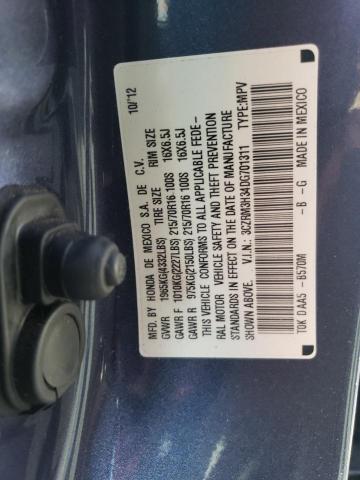 10/'12
MFD. BY HONDA DE MEXICO S.A. DE C.V.
TIRE SIZE RIM SIZE
GVWR 1965KG(4332LBS)
GAWR F 1010KG(2227LBS) 215/70R16 100S 16X6.5J
GAWR R 975KG(2150LBS) 215/70R16 100S 16X6.5J
THIS VEHICLE CONFORMS TO ALL APPLICABLE FEDE-
RAL MOTOR VEHICLE SAFETY AND THEFT PREVENTION
STANDARDS IN EFFECT ON THE DATE OF MANUFACTURE
SHOWN ABOVE. V.I.N.: 3CZRM3H34DG701311 TYPE:MPV
T0K DAA5 -B570M -B -G MADE IN MEXICO